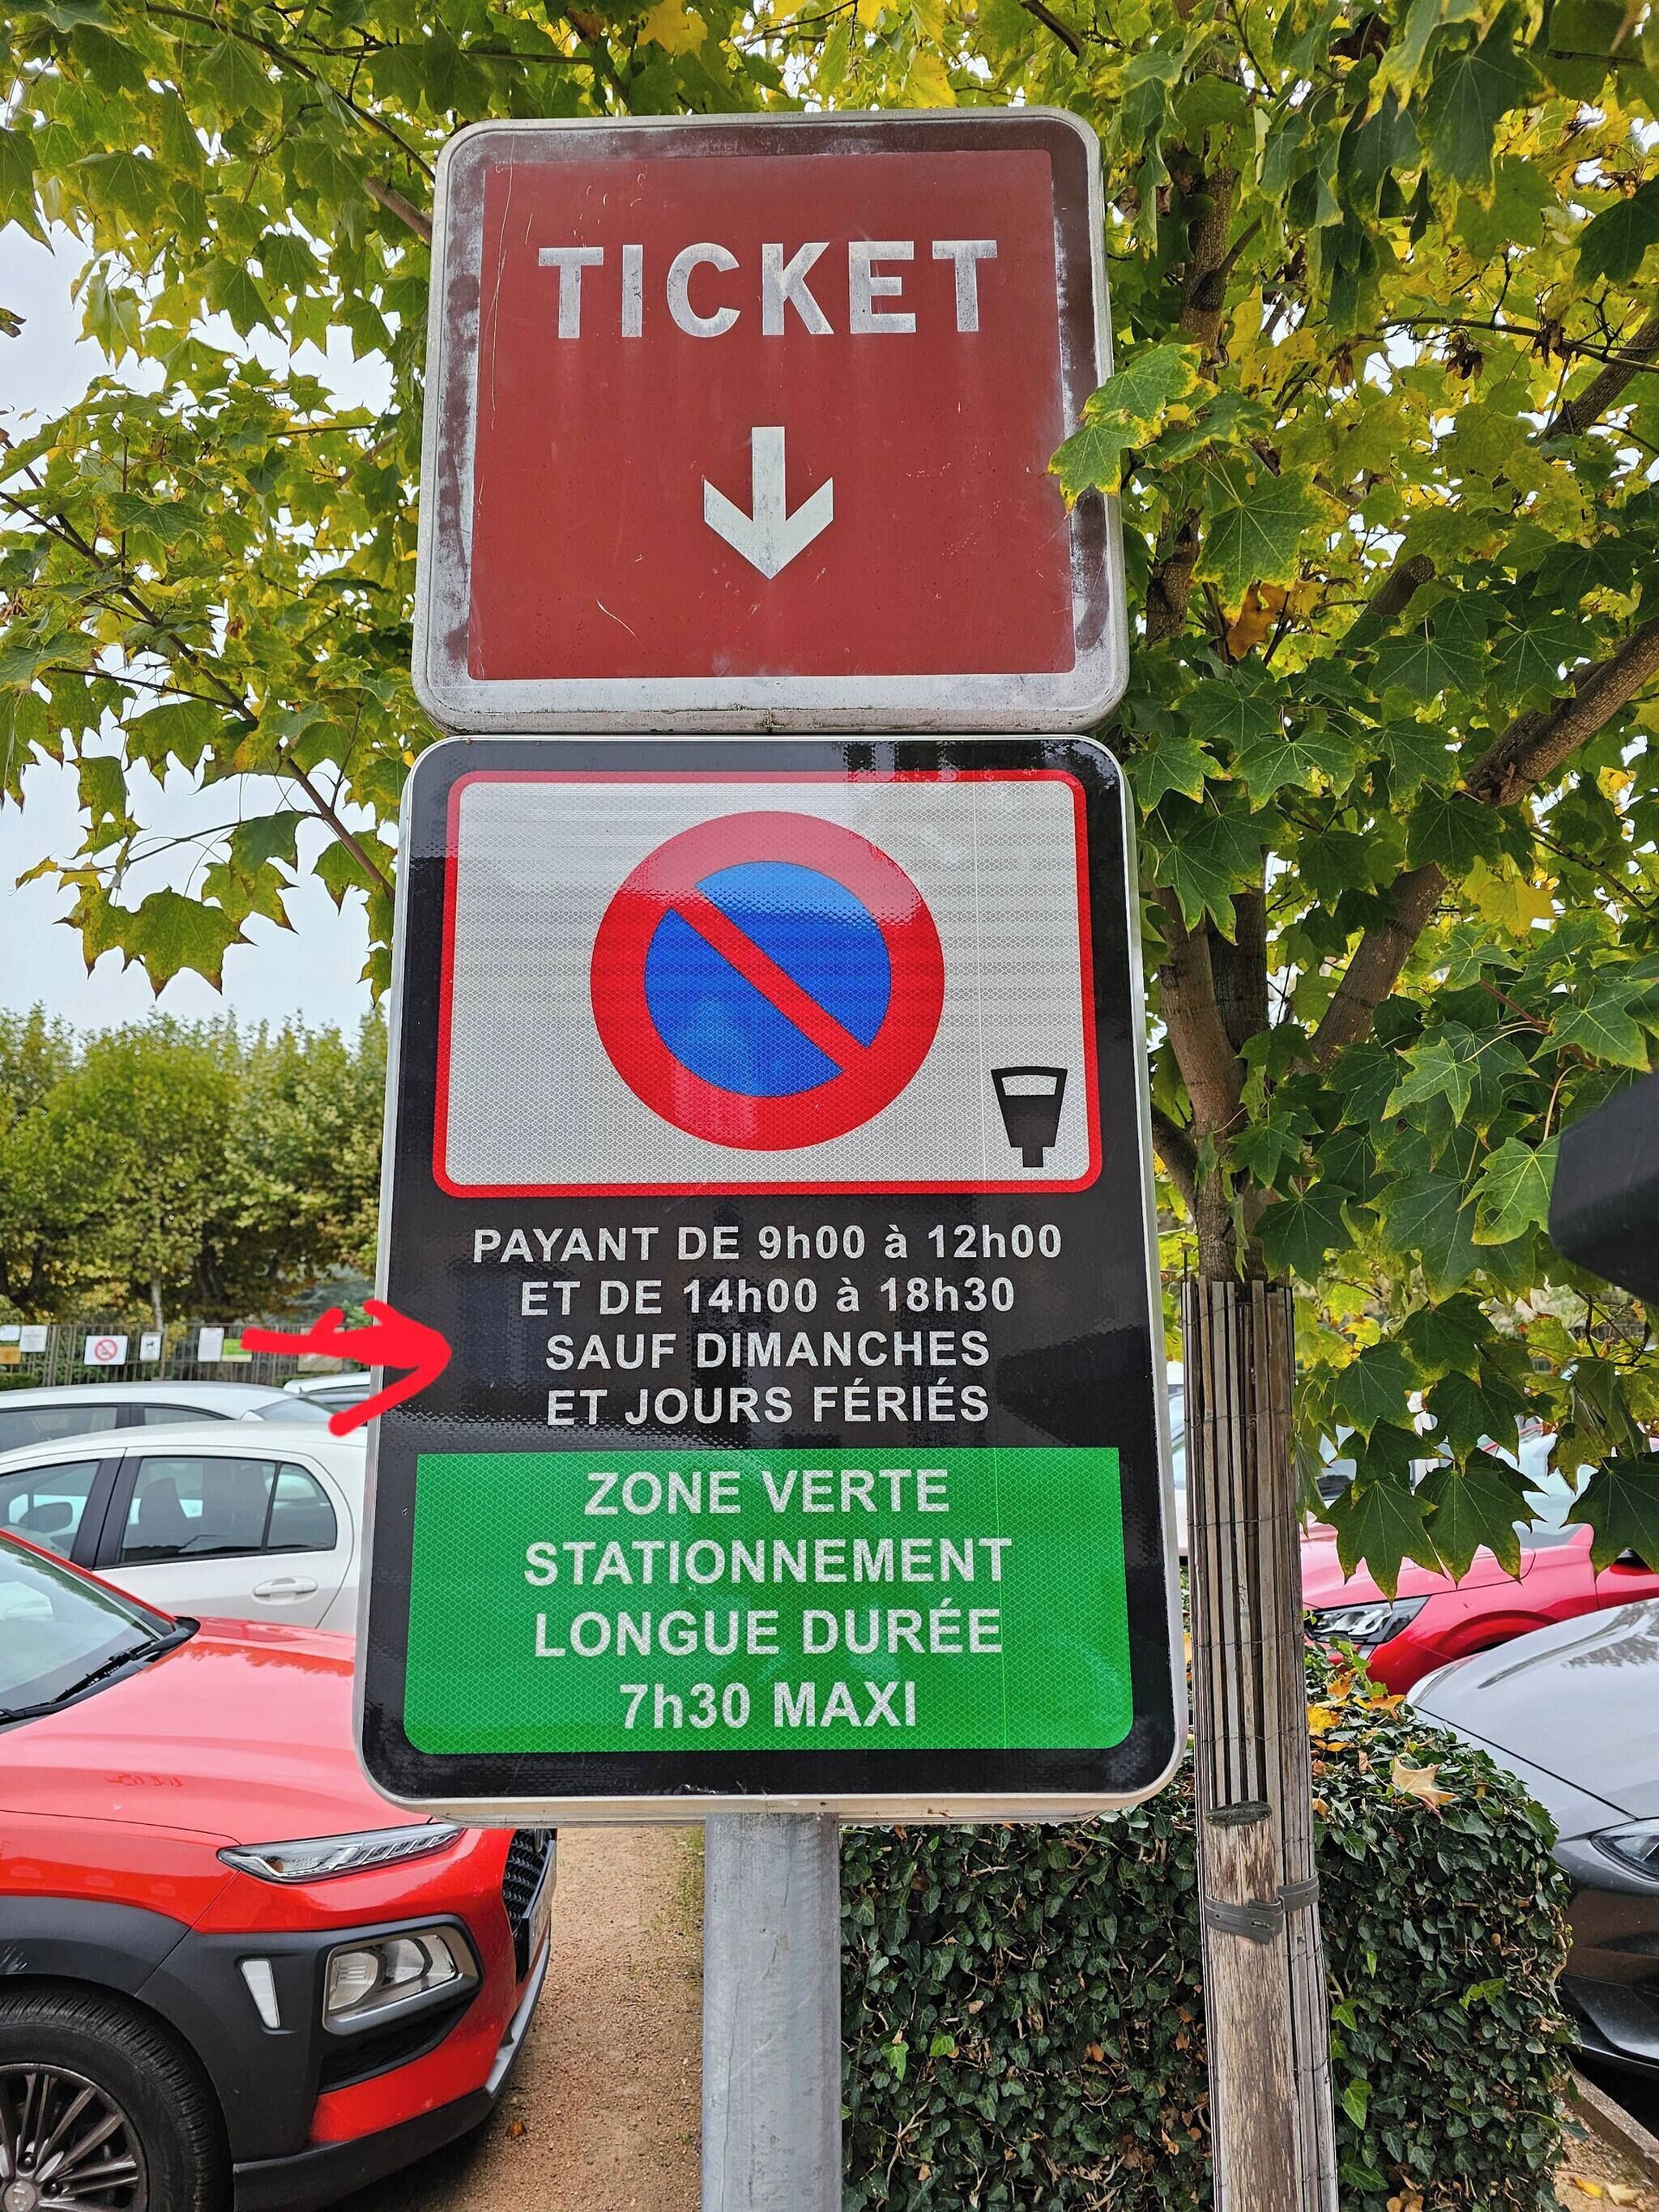 TICKET
PAYANT DE 9h00 à 12h00
ET DE 14h00 à 18h30
SAUF DIMANCHES
ET JOURS FÉRIÉS
ZONE VERTE
STATIONNEMENT
LONGUE DURÉE
7h30 MAXI